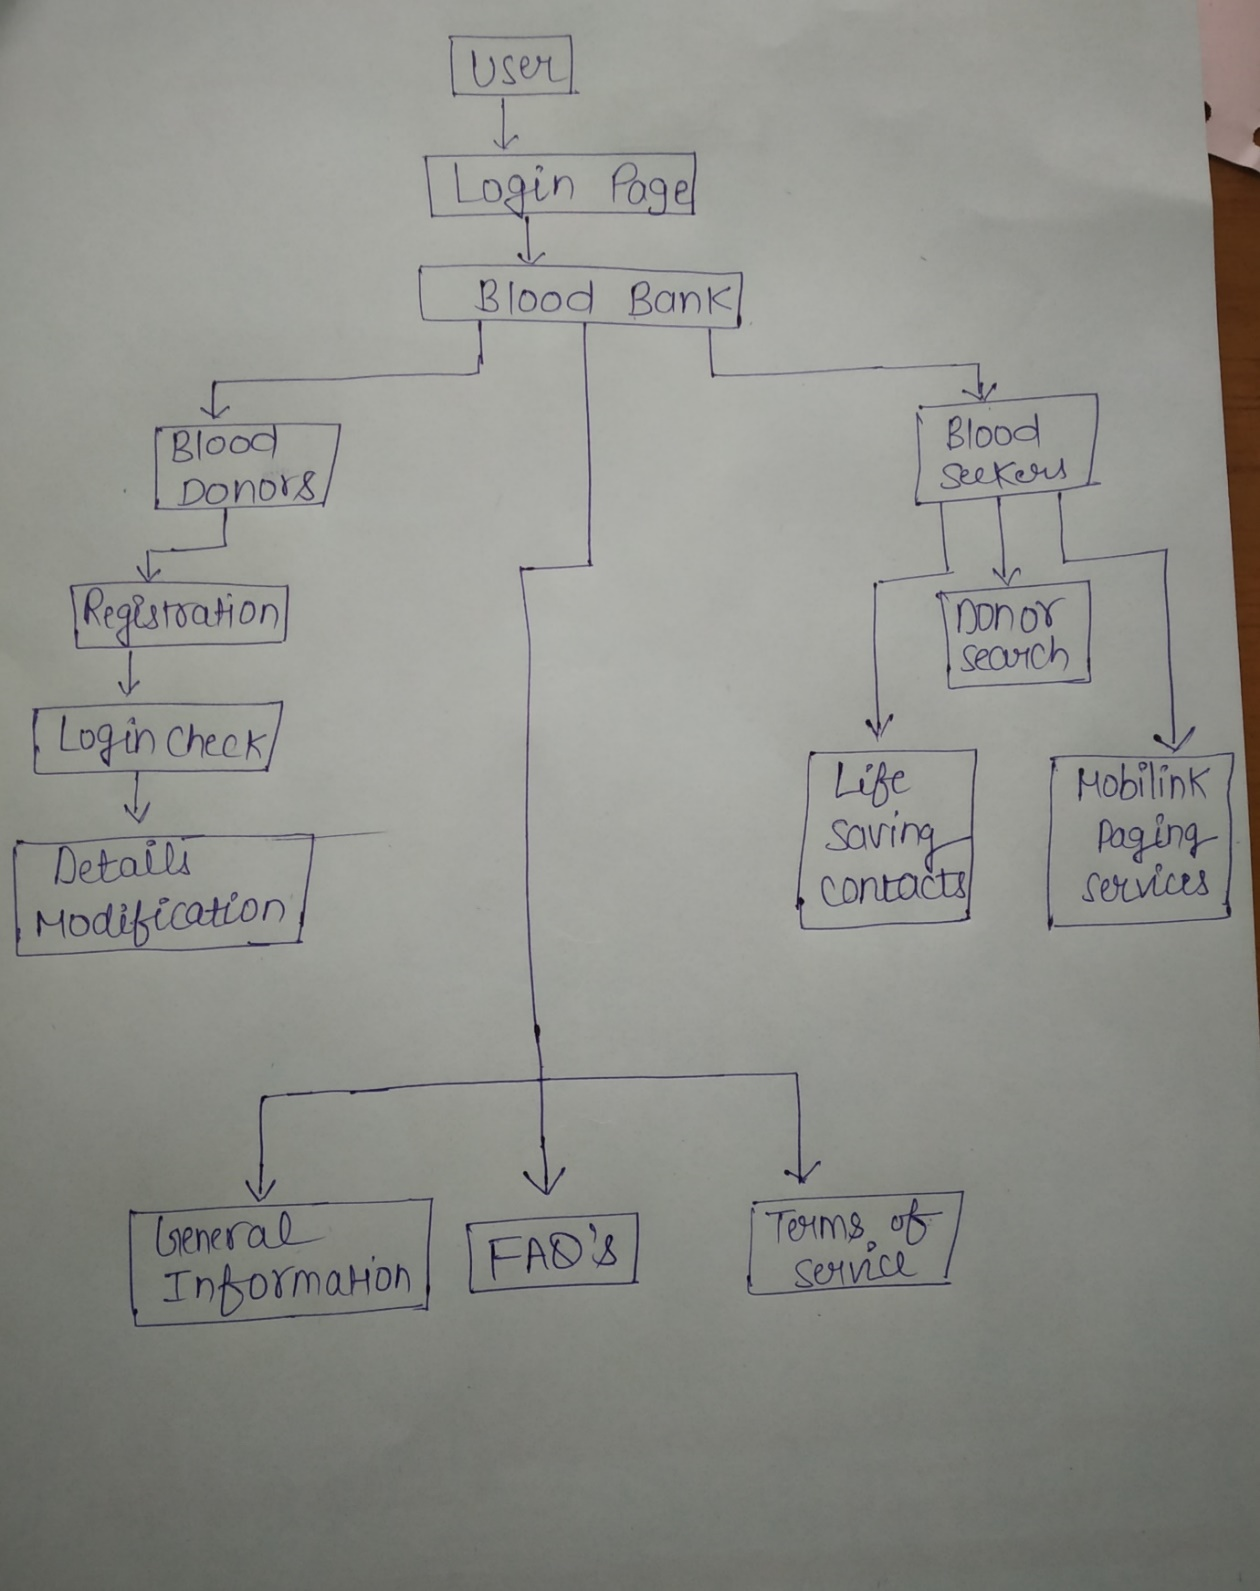 User
Login Page
Blood Bank
Blood
Donors
Blood
Seekers
Registration
Donor
Search
Login Check
Life
Saving
Contacts
Mobilink
Paging
Services
Details
Modification
General
Information
FAQ's
Terms of
Service